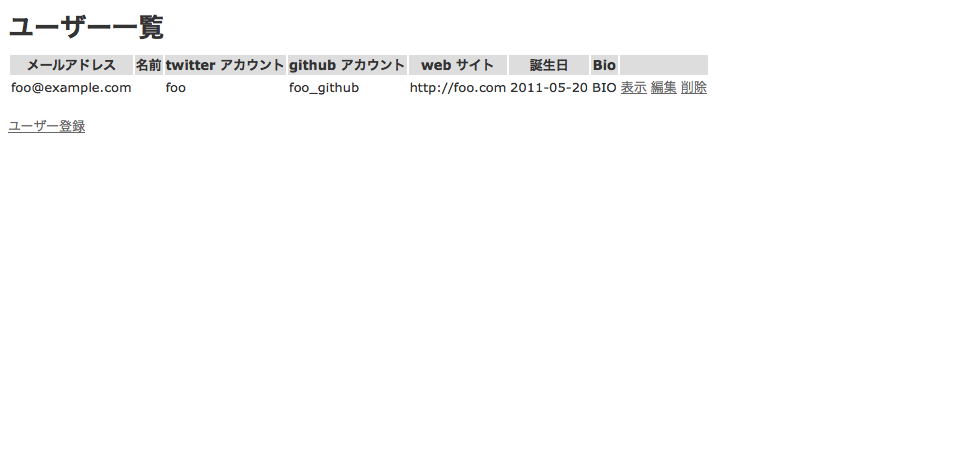 ユーザー一覧
メールアドレス 名前 twitter アカウント github アカウント web サイト 誕生日 Bio
foo@example.com foo foo_github http://foo.com 2011-05-20 BIO 表示 編集 削除
ユーザー登録